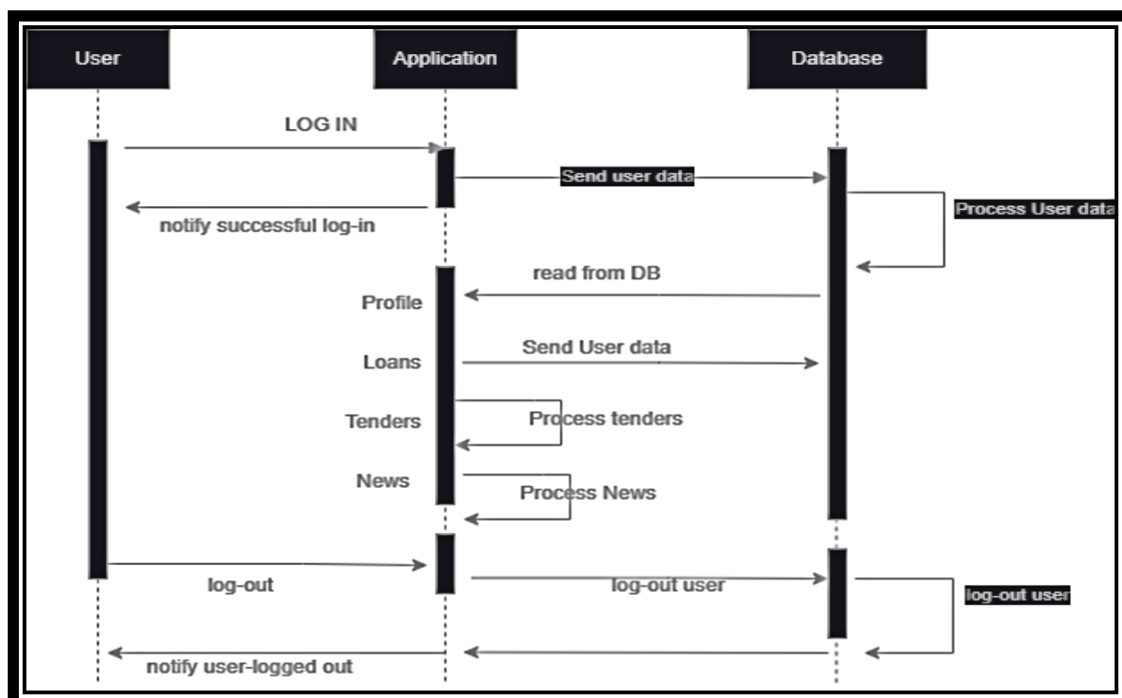 User
Application
Database
LOG IN
Send user data
Process User data
notify successful log-in
read from DB
Profile
Send User data
Loans
Process tenders
Tenders
News
Process News
log-out
log-out user
log-out user
notify user-logged out